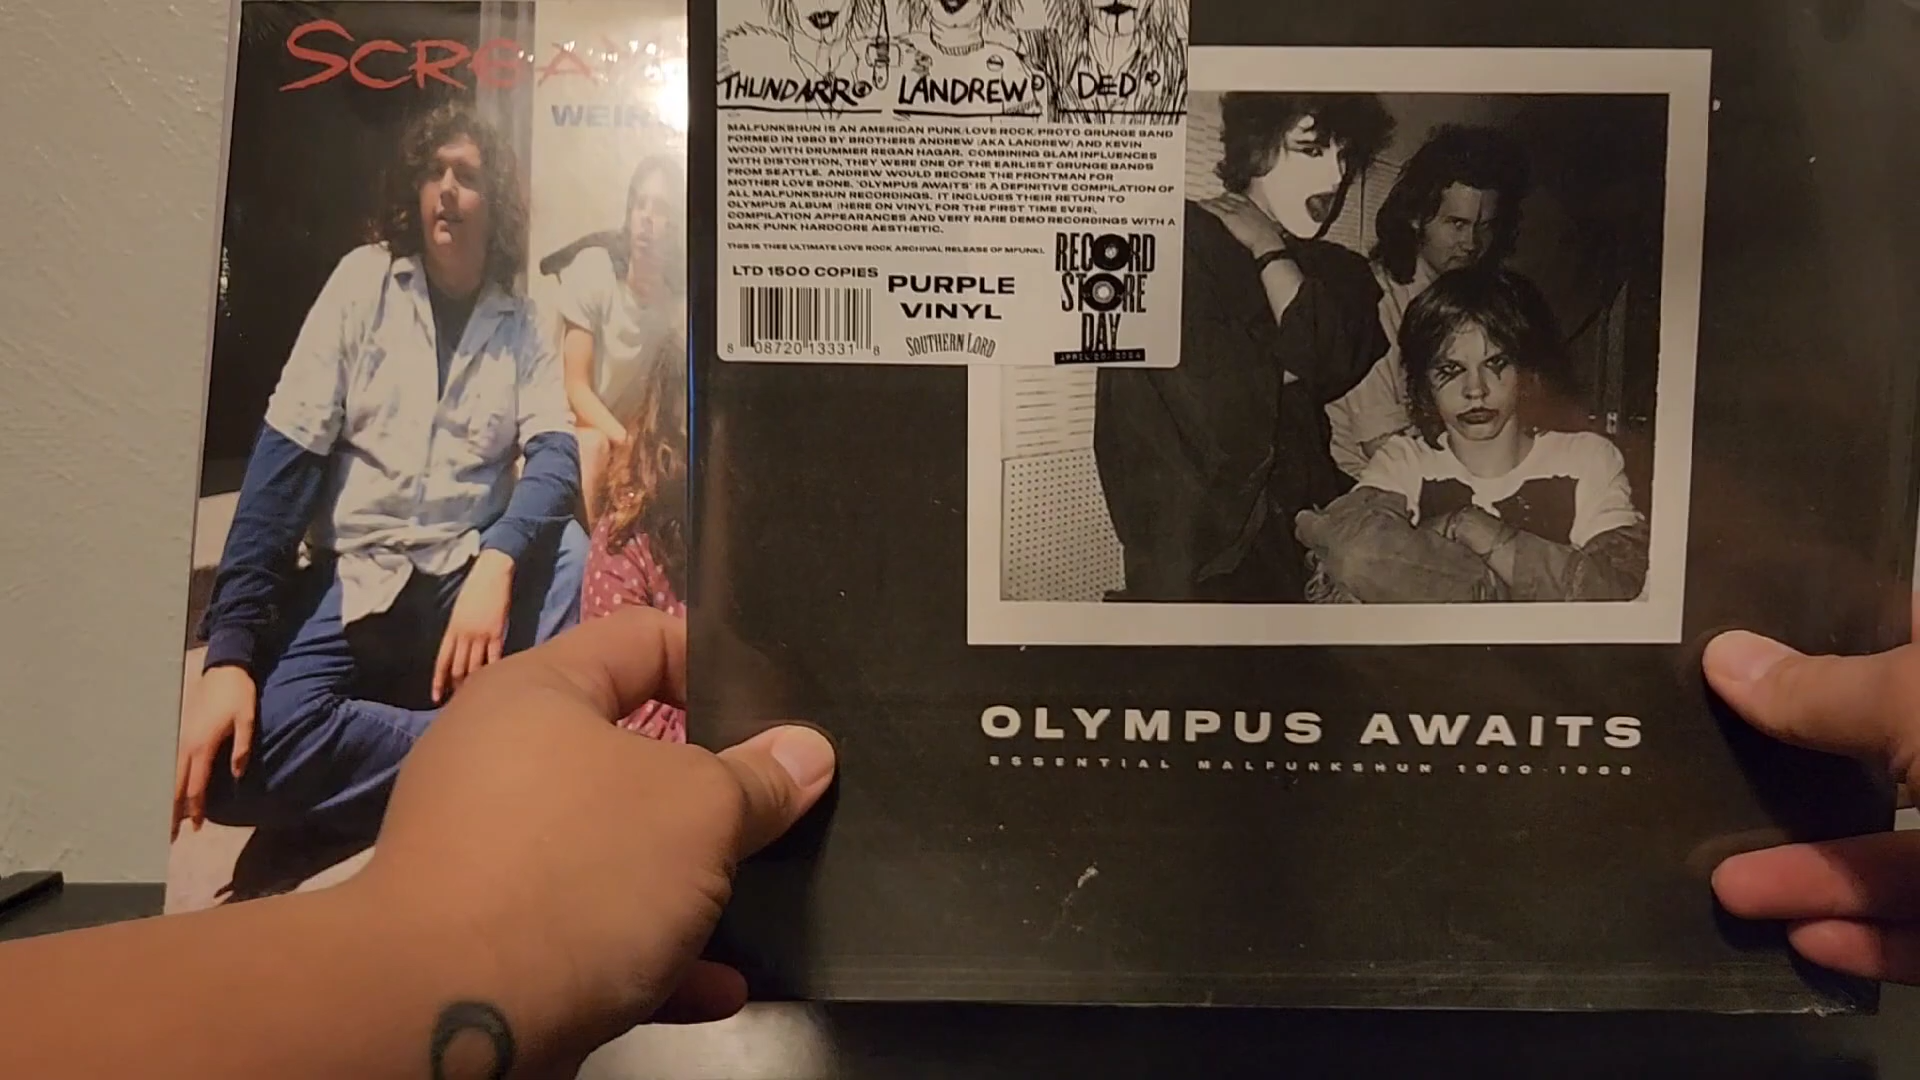 SCREA
WEIR
THUNDARR
LANDREW
DED
MALFUNKSHUN IS AN AMERICAN PUNK/LOVE ROCK/PROTO GRUNGE BAND
FORMED IN 1980 BY BROTHERS ANDREW (AKA LANDREW) AND KEVIN
WOOD WITH DRUMMER REGAN HAGAR. COMBINING GLAM INFLUENCES
WITH DISTORTION, THEY WERE ONE OF THE EARLIEST GRUNGE BANDS
FROM SEATTLE. ANDREW WOULD BECOME THE FRONTMAN FOR
MOTHER LOVE BONE. 'OLYMPUS AWAITS' IS A DEFINITIVE COMPILATION OF
ALL MALFUNKSHUN RECORDINGS. IT INCLUDES THEIR RETURN TO
OLYMPUS ALBUM (HERE ON VINYL FOR THE FIRST TIME EVER),
COMPILATION APPEARANCES AND VERY RARE DEMO RECORDINGS WITH A
DARK PUNK HARDCORE AESTHETIC.
THIS IS THEE ULTIMATE LOVE ROCK ARCHIVAL RELEASE OF MFUNK!.
LTD 1500 COPIES
PURPLE
VINYL
8 08720 13331 8
SOUTHERN LORD
RECORD
STORE
DAY
APRIL 20, 2024
OLYMPUS AWAITS
ESSENTIAL MALFUNKSHUN 1980-1988